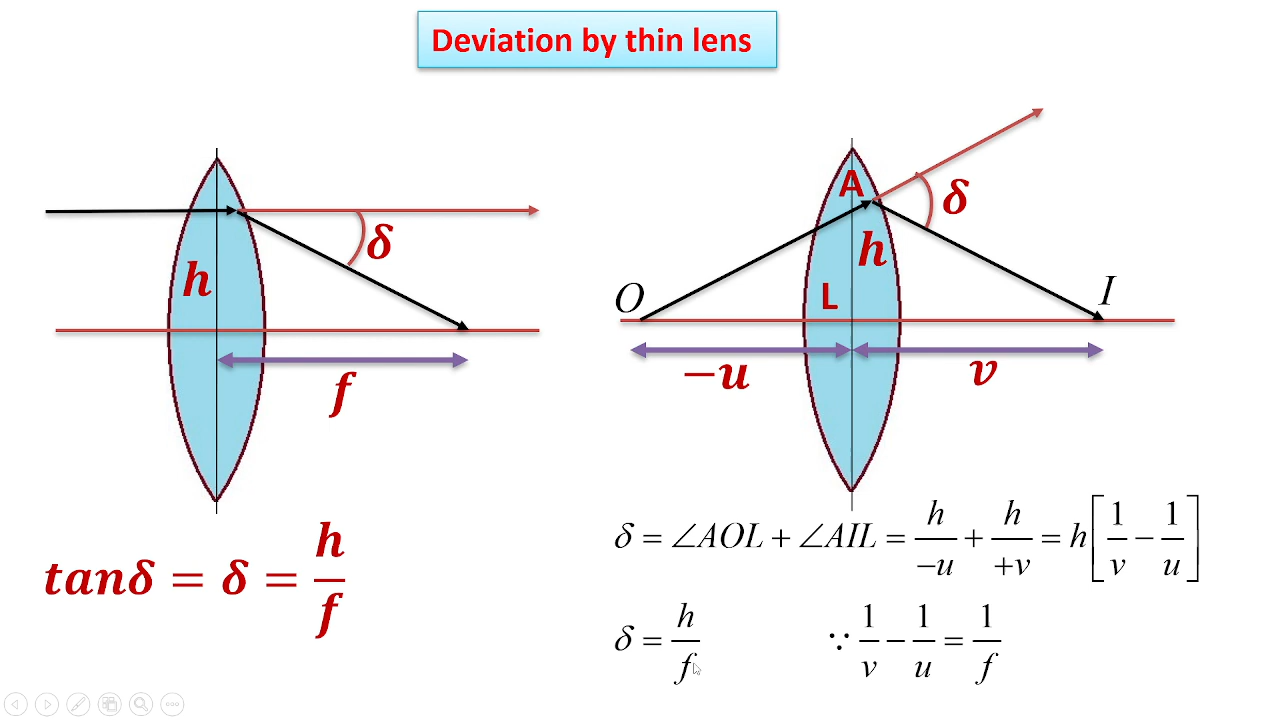 Deviation by thin lens
δ
h
f
tanδ = δ = h/f
A
δ
h
O
L
I
−u
v
δ = ∠AOL + ∠AIL = h/−u + h/+v = h[1/v − 1/u]
δ = h/f ∵ 1/v − 1/u = 1/f